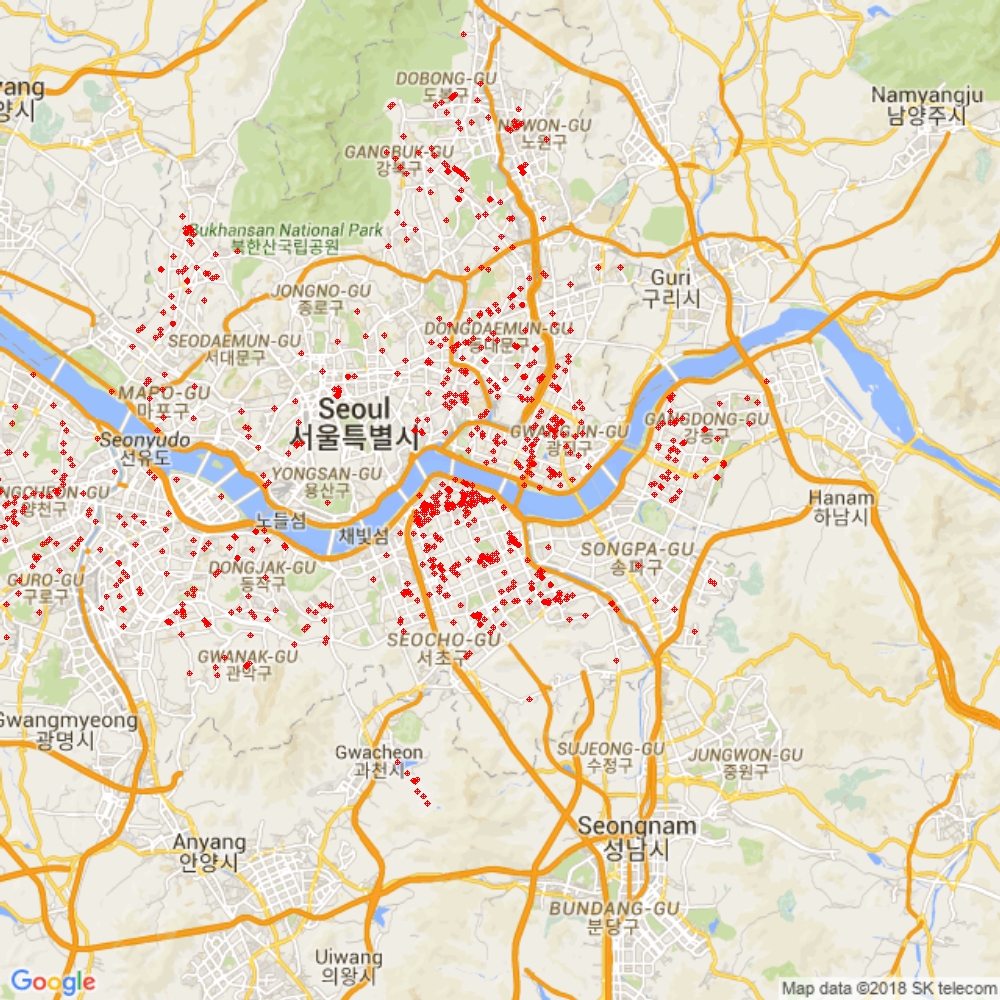 DOBONG-GU
도봉구
Namyangju
남양주시
yang
양시
NOWON-GU
노원구
GANGBUK-GU
강북구
Bukhansan National Park
북한산국립공원
Guri
구리시
JONGNO-GU
종로구
DONGDAEMUN-GU
동대문구
SEODAEMUN-GU
서대문구
MAPO-GU
마포구
Seoul
서울특별시
GWANGJIN-GU
광진구
GANGDONG-GU
강동구
Seonyudo
선유도
YONGSAN-GU
용산구
NGCHEON-GU
양천구
Hanam
하남시
노들섬
채빛섬
SONGPA-GU
송파구
DONGJAK-GU
동작구
GURO-GU
구로구
SEOCHO-GU
서초구
GWANAK-GU
관악구
Gwangmyeong
광명시
Gwacheon
과천시
SUJEONG-GU
수정구
JUNGWON-GU
중원구
Anyang
안양시
Seongnam
성남시
BUNDANG-GU
분당구
Uiwang
의왕시
Google
Map data ©2018 SK telecom